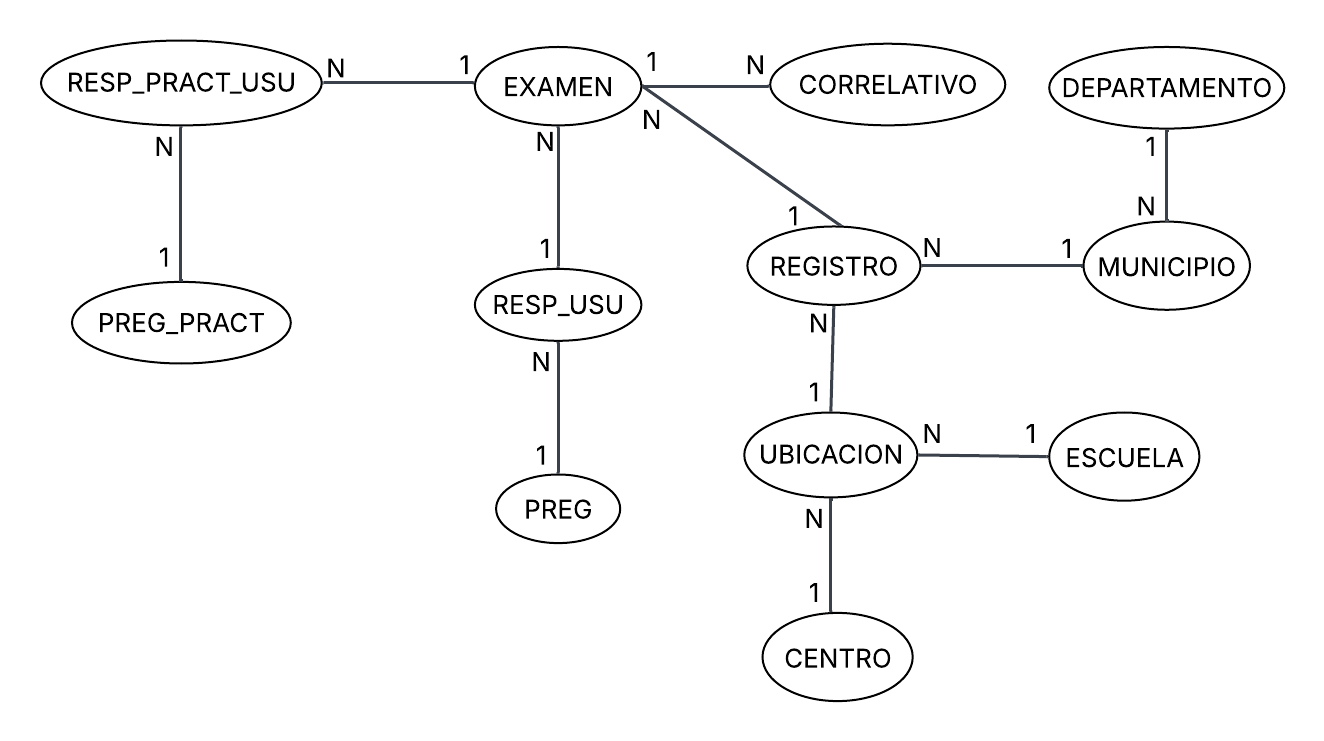 RESP_PRACT_USU
N
1
EXAMEN
1
N
CORRELATIVO
DEPARTAMENTO
N
1
N
N
1
N
1
PREG_PRACT
1
RESP_USU
1
REGISTRO
N
1
MUNICIPIO
N
1
PREG
N
1
UBICACION
N
1
ESCUELA
N
1
CENTRO